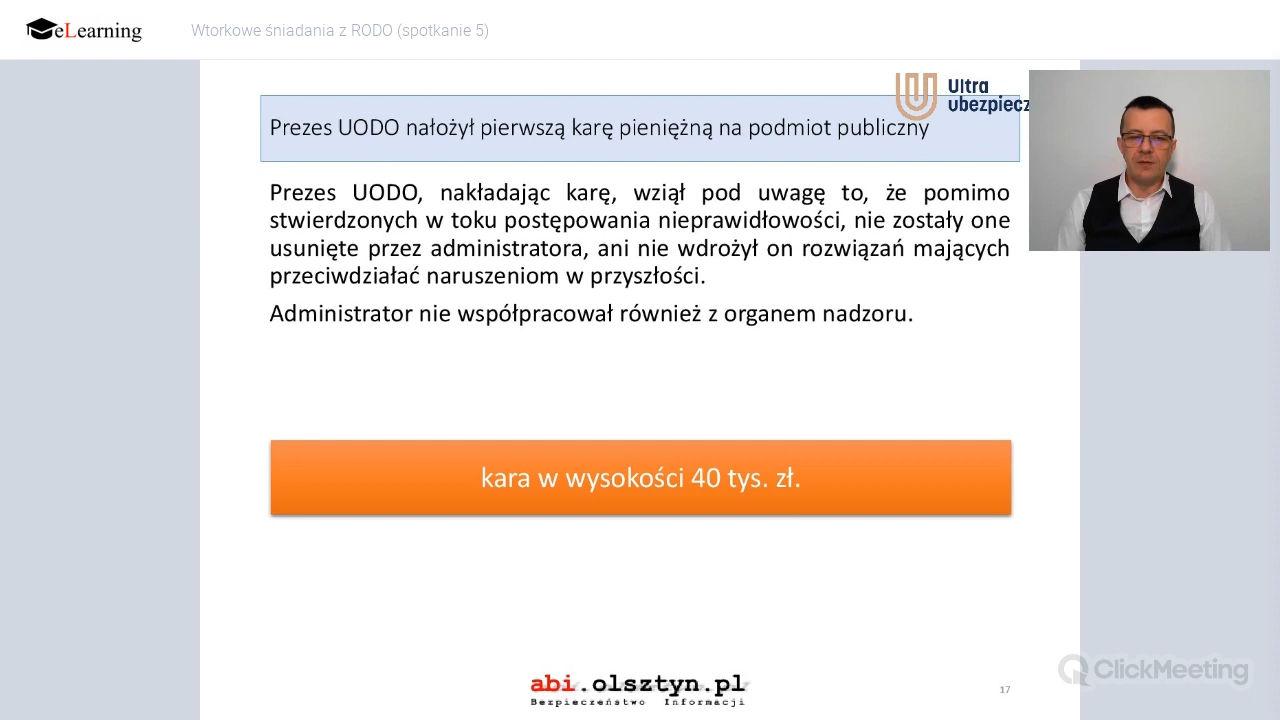 eLearning
Wtorkowe śniadania z RODO (spotkanie 5)
Ultra
ubezpiecz
Prezes UODO nałożył pierwszą karę pieniężną na podmiot publiczny
Prezes UODO, nakładając karę, wziął pod uwagę to, że pomimo
stwierdzonych w toku postępowania nieprawidłowości, nie zostały one
usunięte przez administratora, ani nie wdrożył on rozwiązań mających
przeciwdziałać naruszeniom w przyszłości.
Administrator nie współpracował również z organem nadzoru.
kara w wysokości 40 tys. zł.
abi.olsztyn.pl
Bezpieczeństwo Informacji
17
ClickMeeting